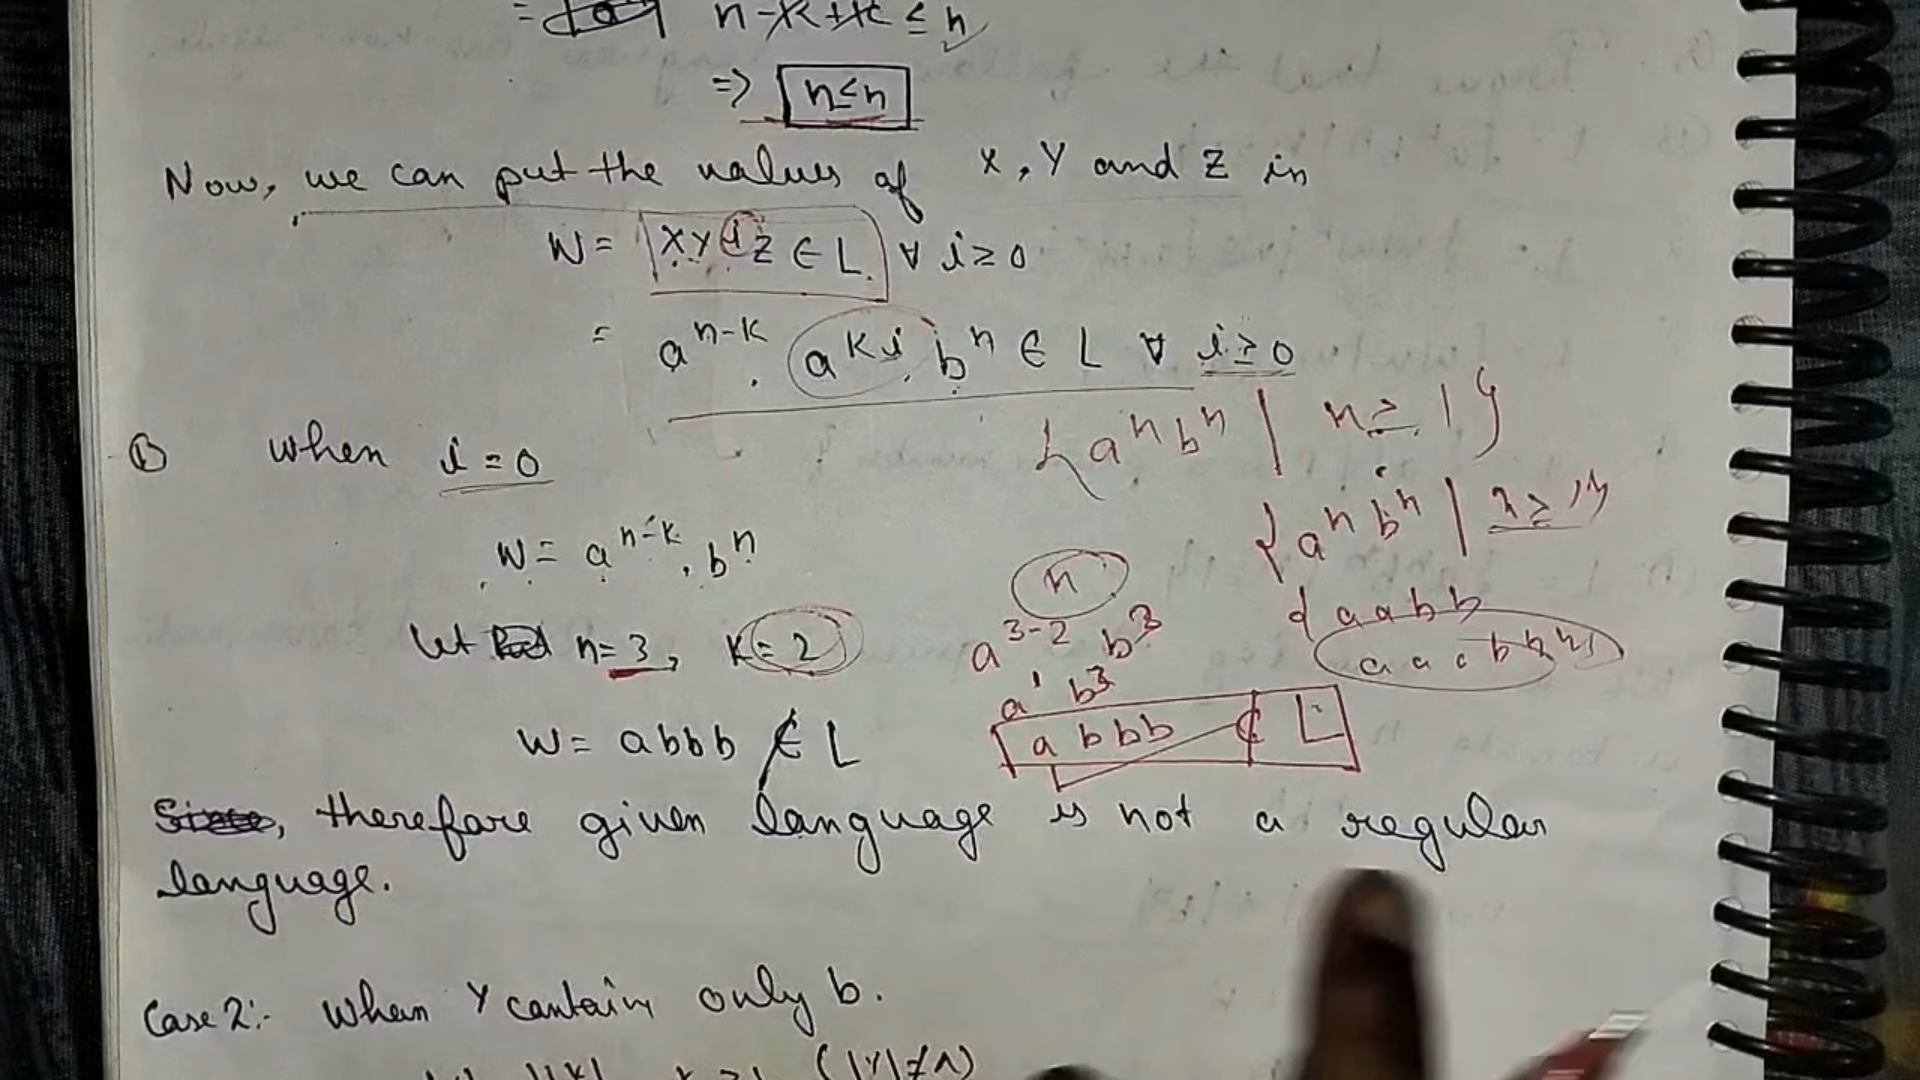 = n-k+k ≤ n
=> n≤n
Now, we can put the values of X, Y and Z in
W = XY^iZ ∈ L ∀ i≥0
= a^{n-k} . a^{ki} . b^n ∈ L ∀ i≥0
{a^n b^n | n≥1}
① when i=0
{a^n b^n | n≥1}
W = a^{n-k} . b^n
n
{aabb
let n=3, k=2
a^{3-2} b^3
a^1 b^3
W = abbb ∉ L
a bbb ∉ L
therefore given language is not a regular
language.
Case 2:- When Y contain only b.